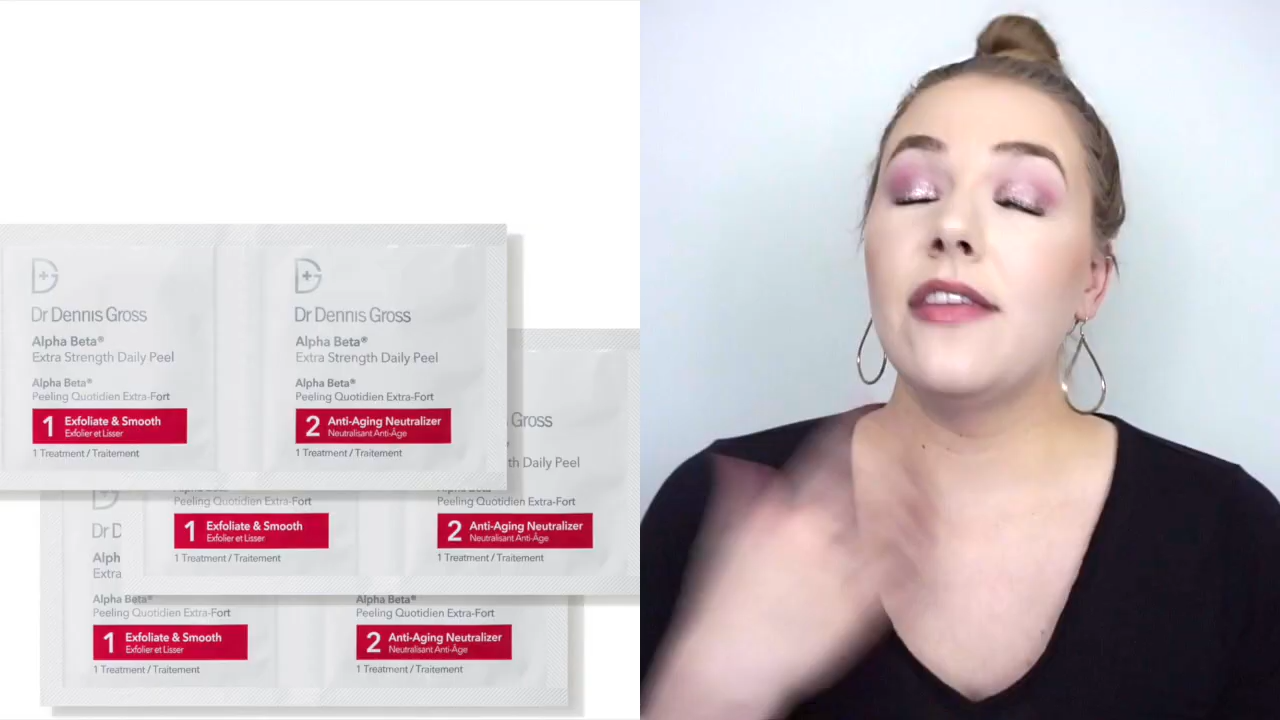 Dr Dennis Gross
Alpha Beta®
Extra Strength Daily Peel
Alpha Beta®
Peeling Quotidien Extra-Fort
1 Exfoliate & Smooth
Exfolier et Lisser
1 Treatment / Traitement
Dr Dennis Gross
Alpha Beta®
Extra Strength Daily Peel
Alpha Beta®
Peeling Quotidien Extra-Fort
2 Anti-Aging Neutralizer
Neutralisant Anti-Âge
1 Treatment / Traitement
Gross
Daily Peel
Peeling Quotidien Extra-Fort
1 Exfoliate & Smooth
Exfolier et Lisser
1 Treatment / Traitement
Peeling Quotidien Extra-Fort
2 Anti-Aging Neutralizer
Neutralisant Anti-Âge
1 Treatment / Traitement
Dr D
Alph
Extra
Alpha Beta®
Peeling Quotidien Extra-Fort
1 Exfoliate & Smooth
Exfolier et Lisser
1 Treatment / Traitement
Alpha Beta®
Peeling Quotidien Extra-Fort
2 Anti-Aging Neutralizer
Neutralisant Anti-Âge
1 Treatment / Traitement